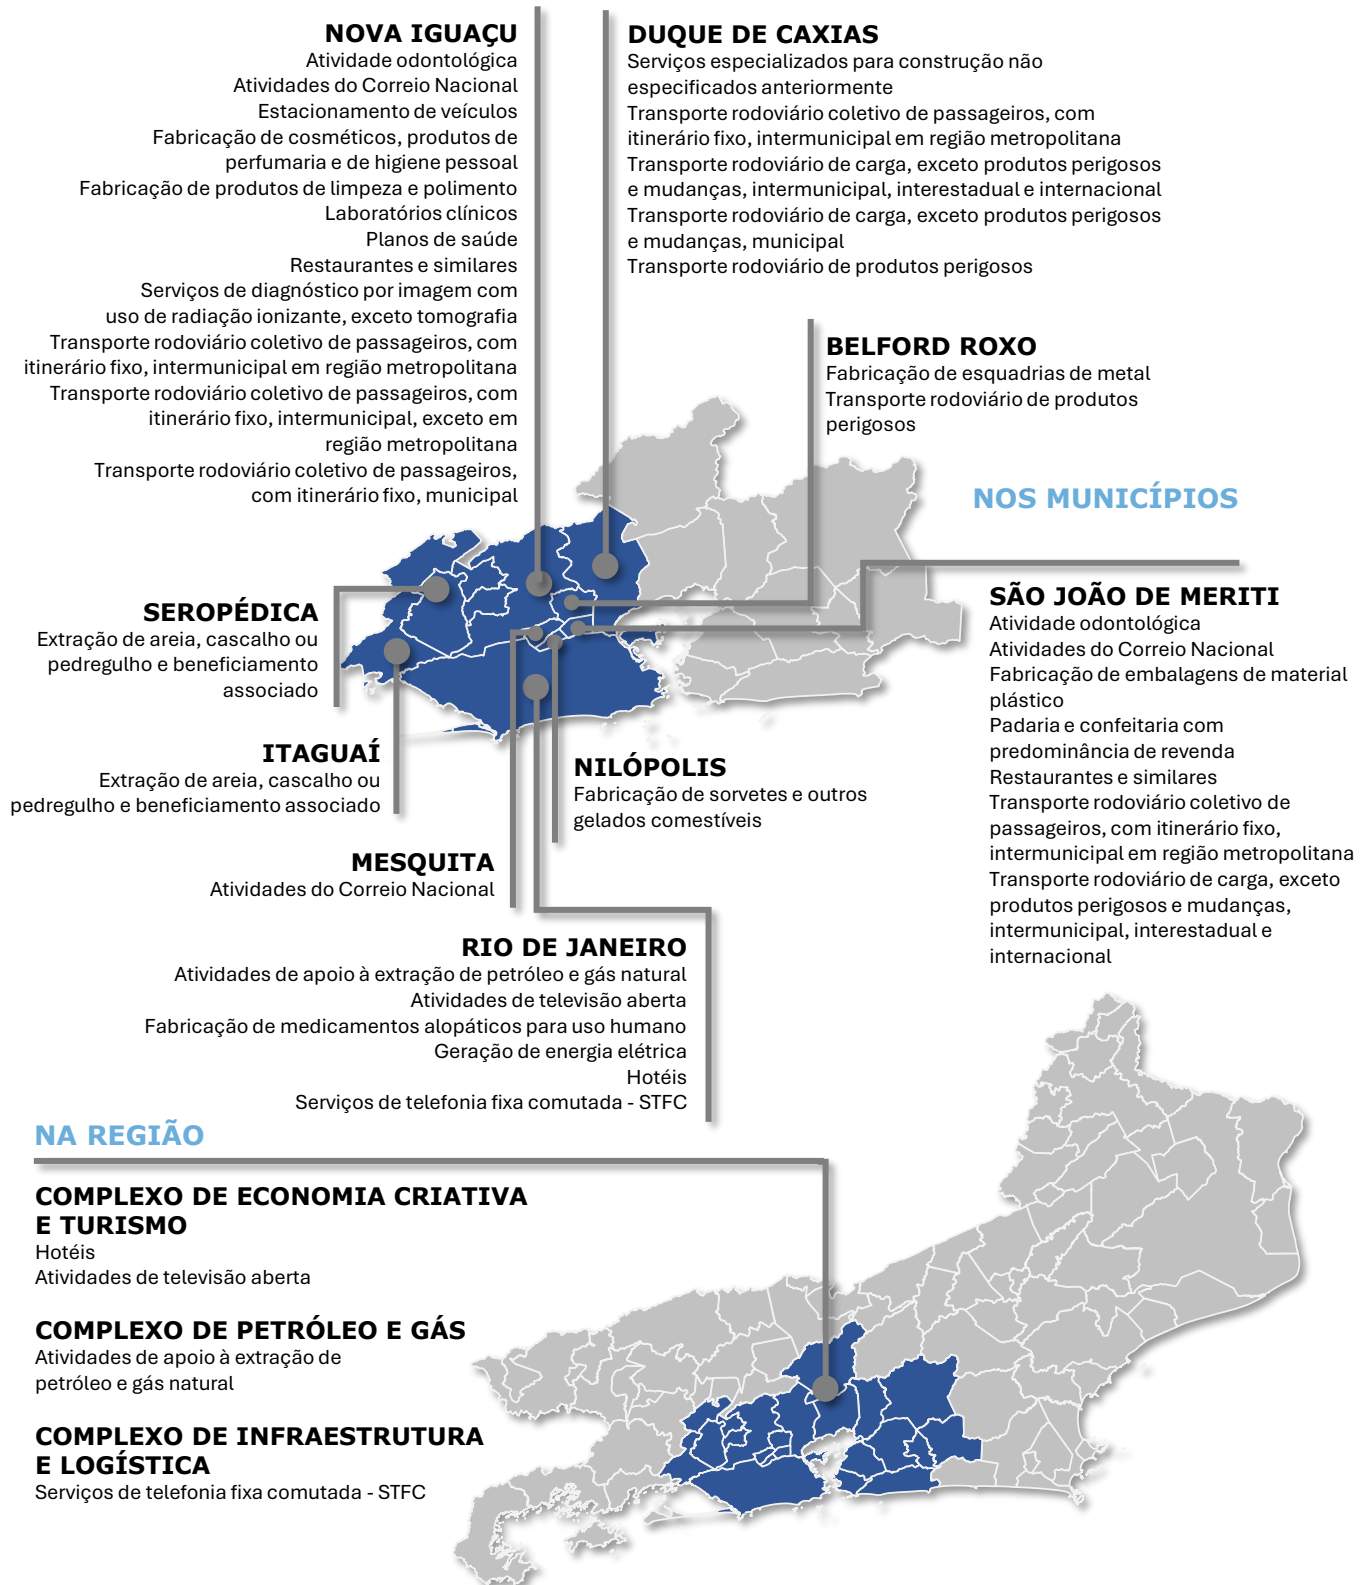 NOVA IGUAÇU
Atividade odontológica
Atividades do Correio Nacional
Estacionamento de veículos
Fabricação de cosméticos, produtos de
perfumaria e de higiene pessoal
Fabricação de produtos de limpeza e polimento
Laboratórios clínicos
Planos de saúde
Restaurantes e similares
Serviços de diagnóstico por imagem com
uso de radiação ionizante, exceto tomografia
Transporte rodoviário coletivo de passageiros, com
itinerário fixo, intermunicipal em região metropolitana
Transporte rodoviário coletivo de passageiros, com
itinerário fixo, intermunicipal, exceto em
região metropolitana
Transporte rodoviário coletivo de passageiros,
com itinerário fixo, municipal
DUQUE DE CAXIAS
Serviços especializados para construção não
especificados anteriormente
Transporte rodoviário coletivo de passageiros, com
itinerário fixo, intermunicipal em região metropolitana
Transporte rodoviário de carga, exceto produtos perigosos
e mudanças, intermunicipal, interestadual e internacional
Transporte rodoviário de carga, exceto produtos perigosos
e mudanças, municipal
Transporte rodoviário de produtos perigosos
BELFORD ROXO
Fabricação de esquadrias de metal
Transporte rodoviário de produtos
perigosos
NOS MUNICÍPIOS
SÃO JOÃO DE MERITI
Atividade odontológica
Atividades do Correio Nacional
Fabricação de embalagens de material
plástico
Padaria e confeitaria com
predominância de revenda
Restaurantes e similares
Transporte rodoviário coletivo de
passageiros, com itinerário fixo,
intermunicipal em região metropolitana
Transporte rodoviário de carga, exceto
produtos perigosos e mudanças,
intermunicipal, interestadual e
internacional
SEROPÉDICA
Extração de areia, cascalho ou
pedregulho e beneficiamento
associado
ITAGUAÍ
Extração de areia, cascalho ou
pedregulho e beneficiamento associado
NILÓPOLIS
Fabricação de sorvetes e outros
gelados comestíveis
MESQUITA
Atividades do Correio Nacional
RIO DE JANEIRO
Atividades de apoio à extração de petróleo e gás natural
Atividades de televisão aberta
Fabricação de medicamentos alopáticos para uso humano
Geração de energia elétrica
Hotéis
Serviços de telefonia fixa comutada - STFC
NA REGIÃO
COMPLEXO DE ECONOMIA CRIATIVA
E TURISMO
Hotéis
Atividades de televisão aberta
COMPLEXO DE PETRÓLEO E GÁS
Atividades de apoio à extração de
petróleo e gás natural
COMPLEXO DE INFRAESTRUTURA
E LOGÍSTICA
Serviços de telefonia fixa comutada - STFC